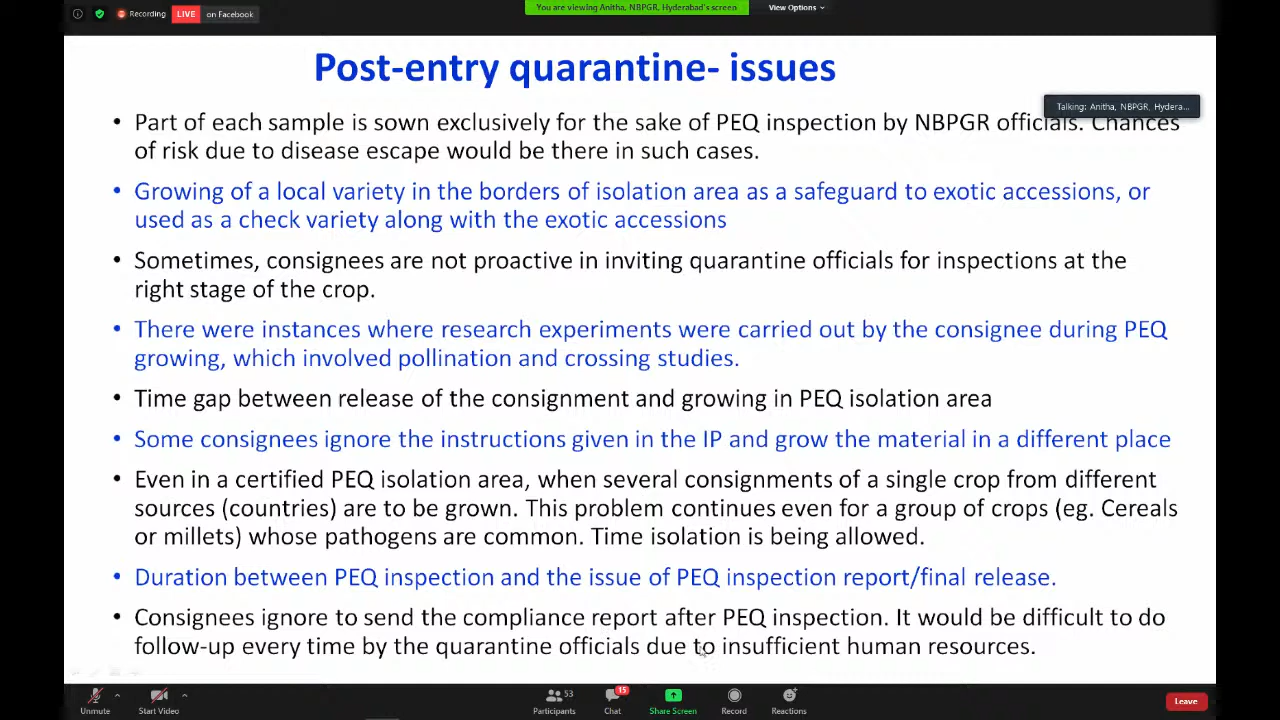 Recording
LIVE
on Facebook
You are viewing Anitha, NBPGR, Hyderabad's screen
View Options
Post-entry quarantine- issues
Talking: Anitha, NBPGR, Hydera...
• Part of each sample is sown exclusively for the sake of PEQ inspection by NBPGR officials. Chances
of risk due to disease escape would be there in such cases.
• Growing of a local variety in the borders of isolation area as a safeguard to exotic accessions, or
used as a check variety along with the exotic accessions
• Sometimes, consignees are not proactive in inviting quarantine officials for inspections at the
right stage of the crop.
• There were instances where research experiments were carried out by the consignee during PEQ
growing, which involved pollination and crossing studies.
• Time gap between release of the consignment and growing in PEQ isolation area
• Some consignees ignore the instructions given in the IP and grow the material in a different place
• Even in a certified PEQ isolation area, when several consignments of a single crop from different
sources (countries) are to be grown. This problem continues even for a group of crops (eg. Cereals
or millets) whose pathogens are common. Time isolation is being allowed.
• Duration between PEQ inspection and the issue of PEQ inspection report/final release.
• Consignees ignore to send the compliance report after PEQ inspection. It would be difficult to do
follow-up every time by the quarantine officials due to insufficient human resources.
53
15
Unmute
Start Video
Participants
Chat
Share Screen
Record
Reactions
Leave